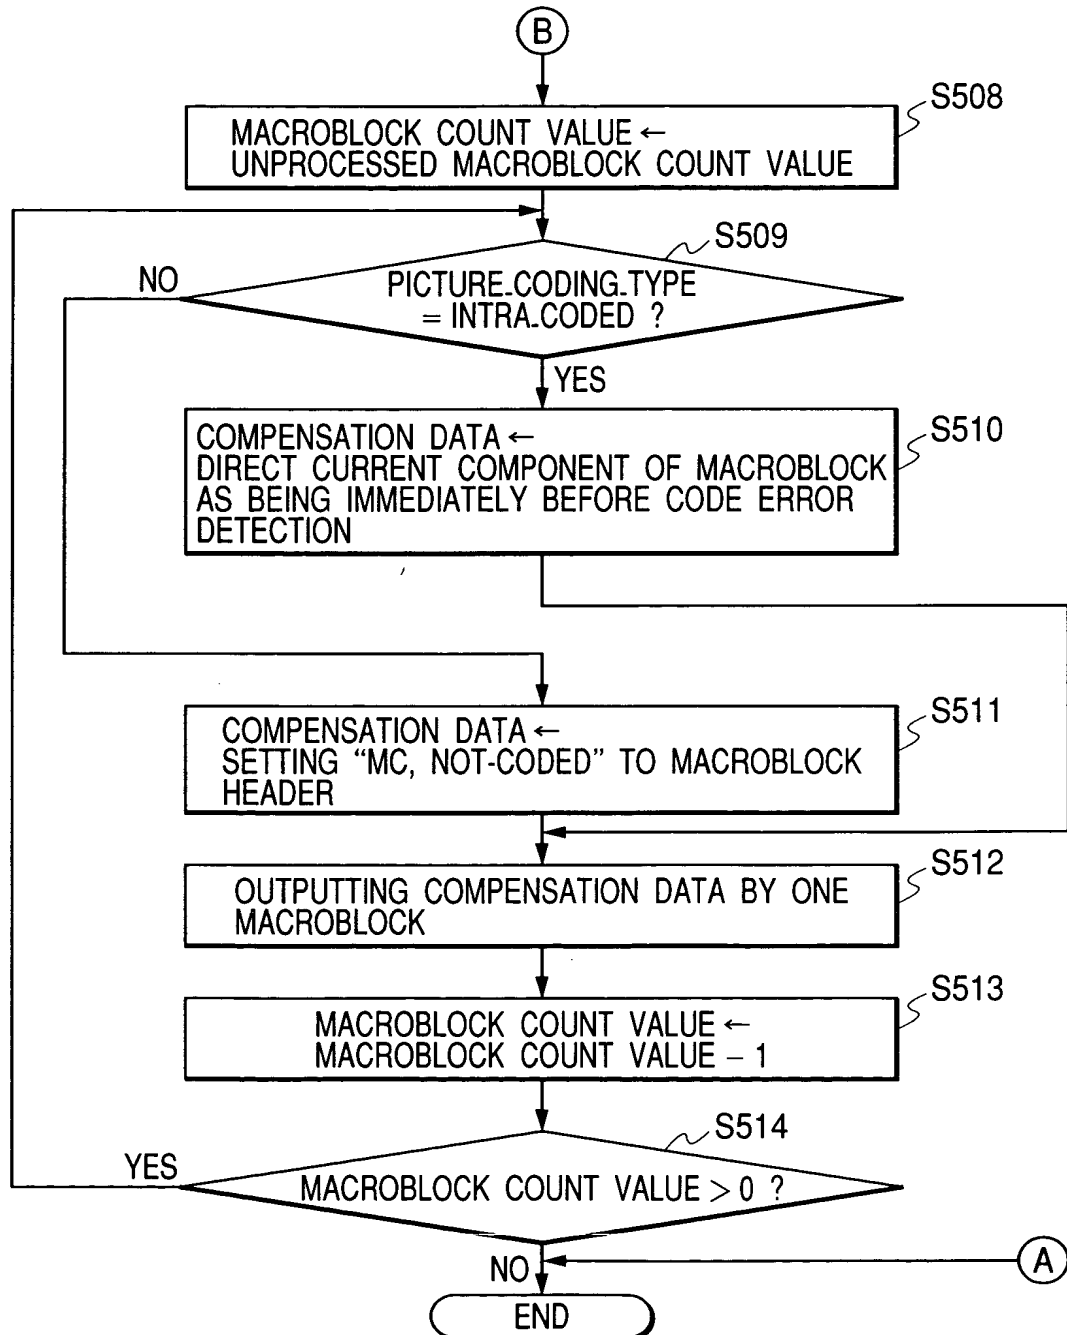 B
S508
MACROBLOCK COUNT VALUE ←
UNPROCESSED MACROBLOCK COUNT VALUE
S509
NO
PICTURE_CODING_TYPE
= INTRA_CODED ?
YES
S510
COMPENSATION DATA ←
DIRECT CURRENT COMPONENT OF MACROBLOCK
AS BEING IMMEDIATELY BEFORE CODE ERROR
DETECTION
S511
COMPENSATION DATA ←
SETTING “MC, NOT-CODED” TO MACROBLOCK
HEADER
S512
OUTPUTTING COMPENSATION DATA BY ONE
MACROBLOCK
S513
MACROBLOCK COUNT VALUE ←
MACROBLOCK COUNT VALUE − 1
S514
YES
MACROBLOCK COUNT VALUE > 0 ?
NO
A
END